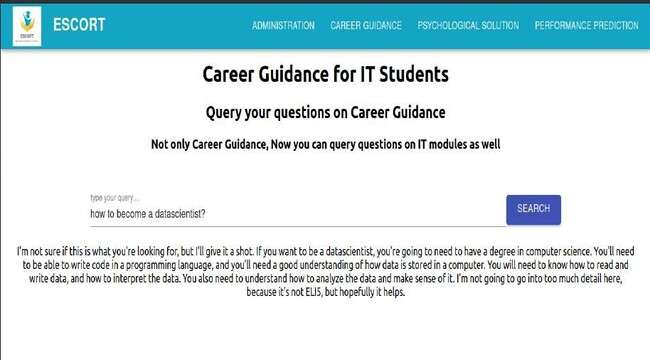 ESCORT
ESCORT ADMINISTRATION CAREER GUIDANCE PSYCHOLOGICAL SOLUTION PERFORMANCE PREDICTION
Career Guidance for IT Students
Query your questions on Career Guidance
Not only Career Guidance, Now you can query questions on IT modules as well
type your query...
how to become a datascientist?
SEARCH
I'm not sure if this is what you're looking for, but I'll give it a shot. If you want to be a datascientist, you're going to need to have a degree in computer science. You'll need
to be able to write code in a programming language, and you'll need a good understanding of how data is stored in a computer. You will need to know how to read and
write data, and how to interpret the data. You also need to understand how to analyze the data and make sense of it. I'm not going to go into too much detail here,
because it's not ELI5, but hopefully it helps.